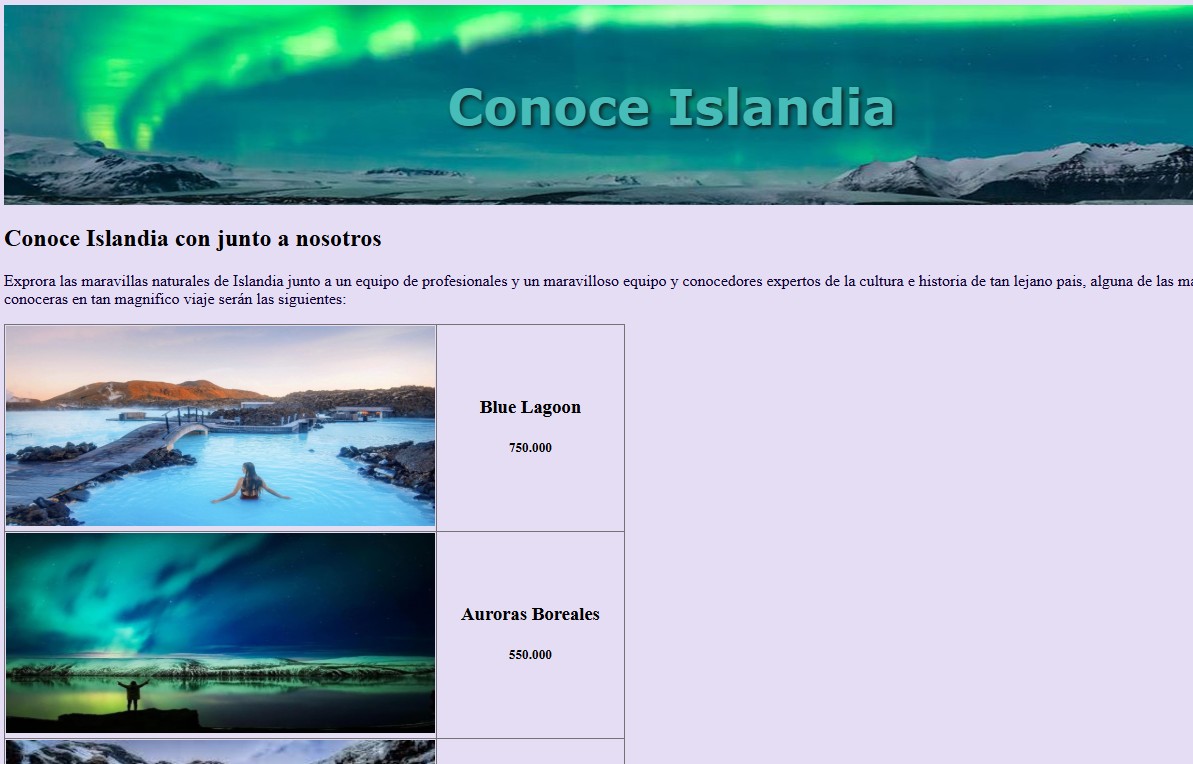 Conoce Islandia
Conoce Islandia con junto a nosotros
Exprora las maravillas naturales de Islandia junto a un equipo de profesionales y un maravilloso equipo y conocedores expertos de la cultura e historia de tan lejano pais, alguna de las
conoceras en tan magnifico viaje serán las siguientes:
Blue Lagoon
750.000
Auroras Boreales
550.000